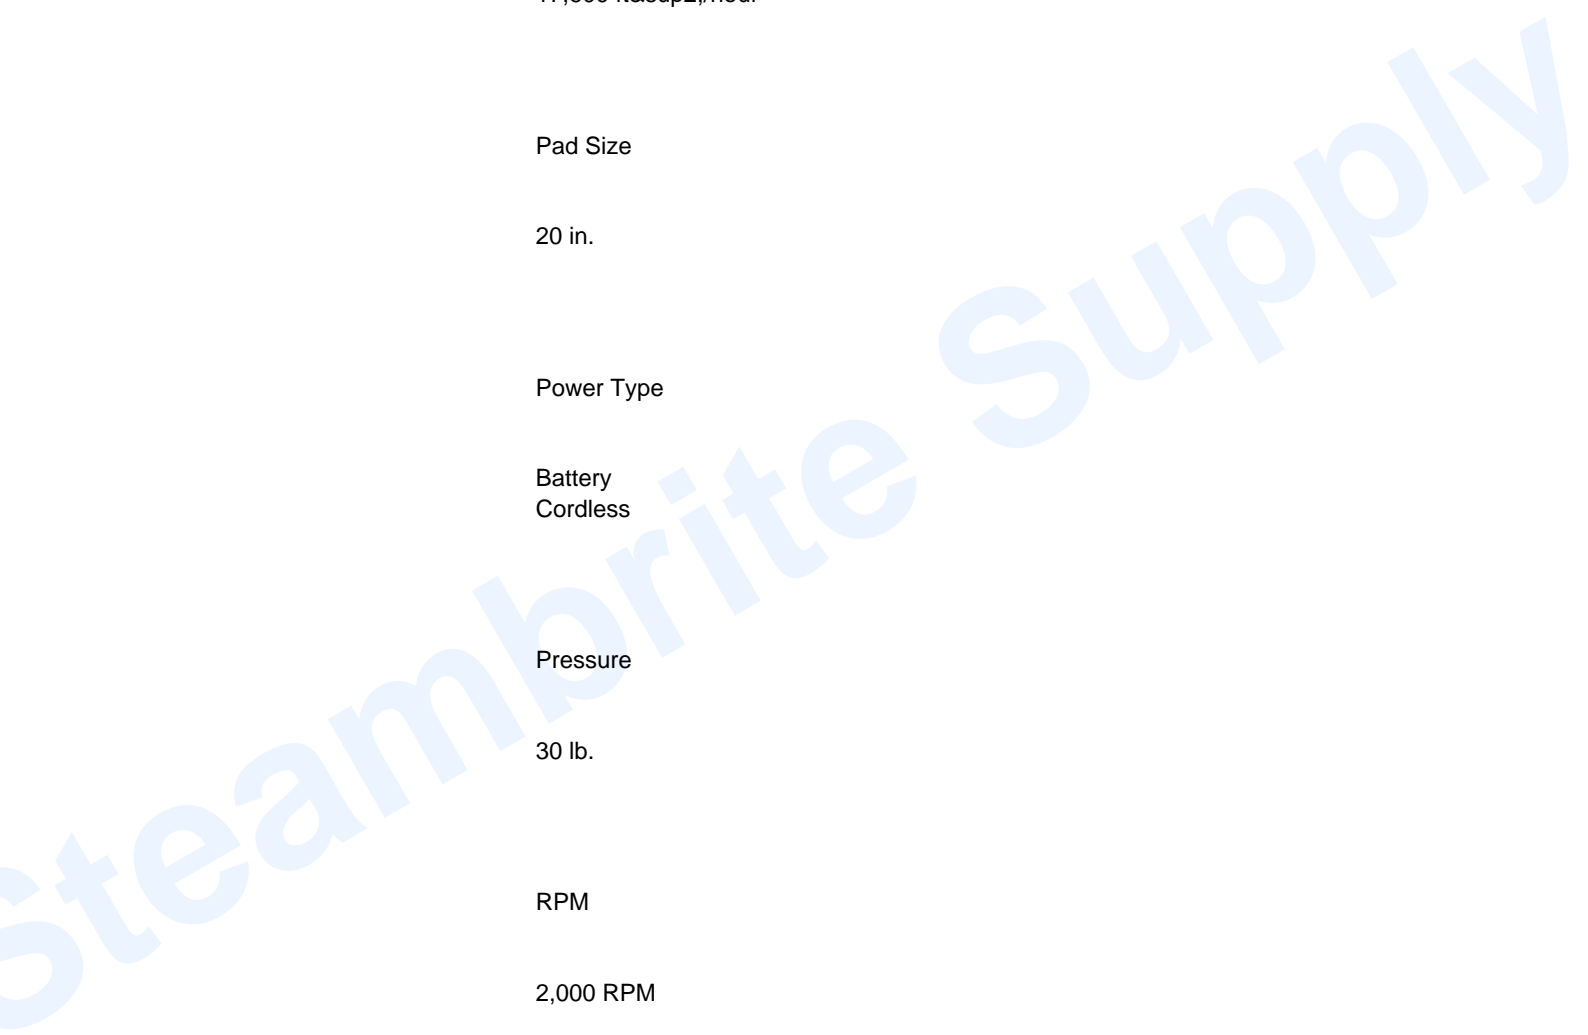 Pad Size
20 in.
Power Type
Battery
Cordless
Pressure
30 lb.
RPM
2,000 RPM
Steambrite Supply